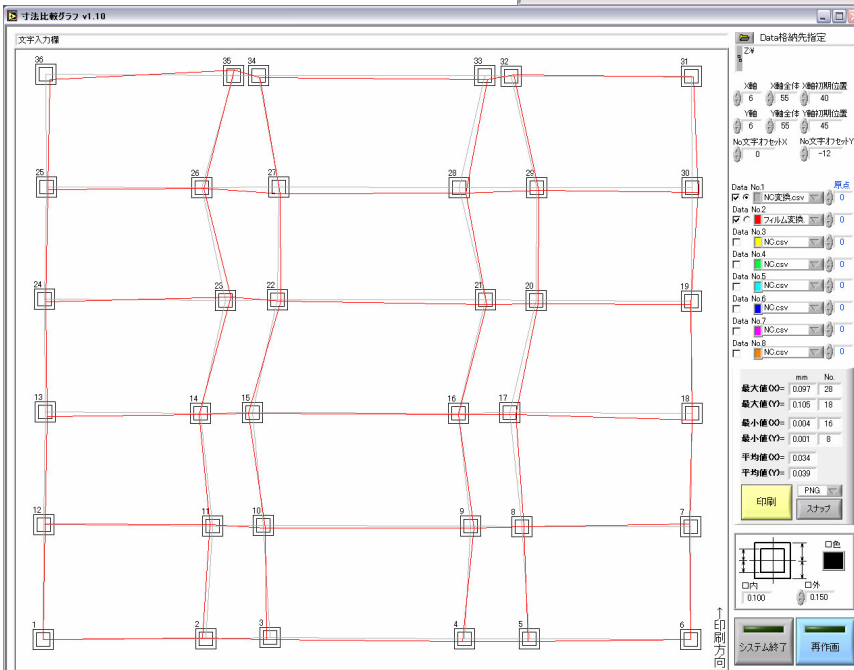 寸法比較グラフ v1.10
文字入力欄
36 35 34 33 32 31
25 26 27 28 29 30
24 23 22 21 20 19
13 14 15 16 17 18
12 11 10 9 8 7
1 2 3 4 5 6
↑印刷方向
Data格納先指定
Z:¥
X軸 X軸全体 X軸初期位置
6 55 40
Y軸 Y軸全体 Y軸初期位置
6 55 45
No文字オフセットX No文字オフセットY
0 -12
原点
Data No.1
NC変換.csv 0
Data No.2
フィルム変換. 0
Data No.3
NC.csv 0
Data No.4
NC.csv 0
Data No.5
NC.csv 0
Data No.6
NC.csv 0
Data No.7
NC.csv 0
Data No.8
NC.csv 0
mm No.
最大値(X)= 0.097 28
最大値(Y)= 0.105 18
最小値(X)= 0.004 16
最小値(Y)= 0.001 8
平均値(X)= 0.034
平均値(Y)= 0.039
印刷
PNG
スナップ
口色
口内 口外
0.100 0.150
システム終了 再作画